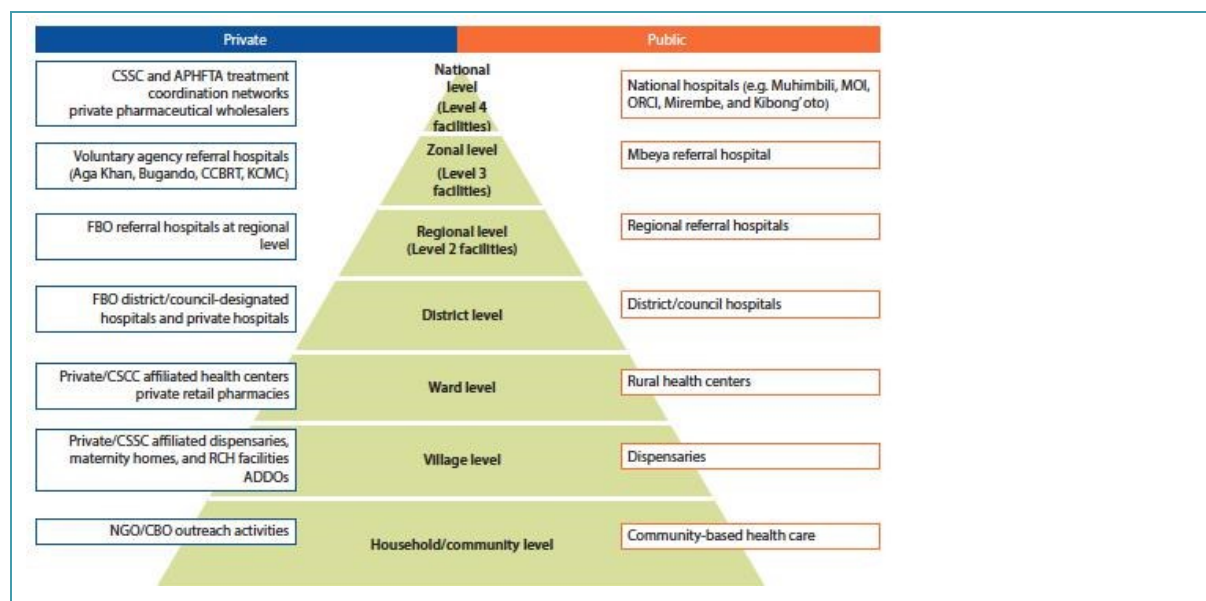 Private
Public
CSSC and APHFTA treatment
coordination networks
private pharmaceutical wholesalers
National
level
(Level 4
facilities)
National hospitals (e.g. Muhimbili, MOI,
ORCI, Mirembe, and Kibong'oto)
Voluntary agency referral hospitals
(Aga Khan, Bugando, CCBRT, KCMC)
Zonal level
(Level 3
facilities)
Mbeya referral hospital
FBO referral hospitals at regional
level
Regional level
(Level 2 facilities)
Regional referral hospitals
FBO district/council-designated
hospitals and private hospitals
District level
District/council hospitals
Private/CSCC affiliated health centers
private retail pharmacies
Ward level
Rural health centers
Private/CSSC affiliated dispensaries,
maternity homes, and RCH facilities
ADDOs
Village level
Dispensaries
NGO/CBO outreach activities
Household/community level
Community-based health care